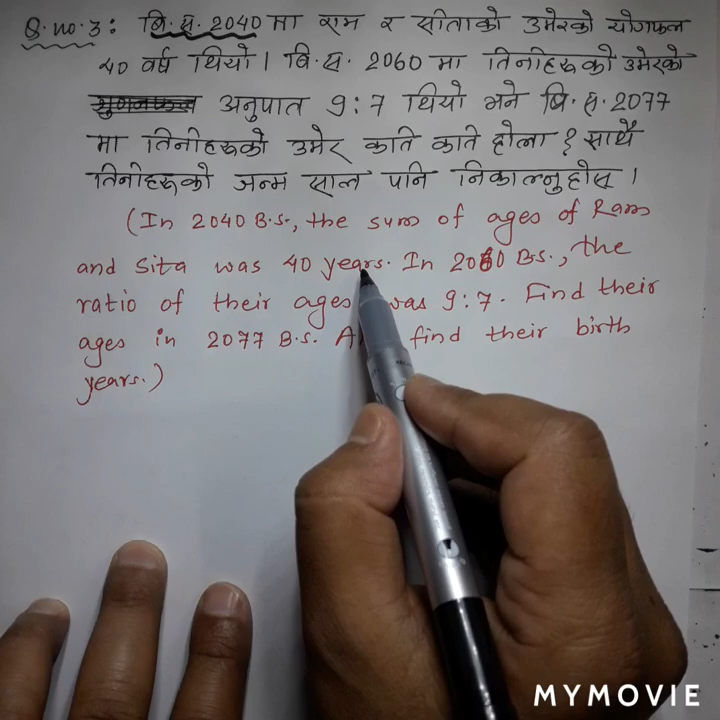 Q.no.3: वि.सं. 2040 मा राम र सीताको उमेरको योगफल
40 वर्ष थियो। वि.सं. 2060 मा तिनीहरूको उमेरको
अनुपात 9:7 थियो भने वि.सं. 2077
मा तिनीहरूको उमेर कति कति होला? साथै
तिनीहरूको जन्म साल पनि निकाल्नुहोस्।
(In 2040 B.S., the sum of ages of Ram
and Sita was 40 years. In 2060 B.S., the
ratio of their ages was 9:7. Find their
ages in 2077 B.S. find their birth
years.)
MYMOVIE